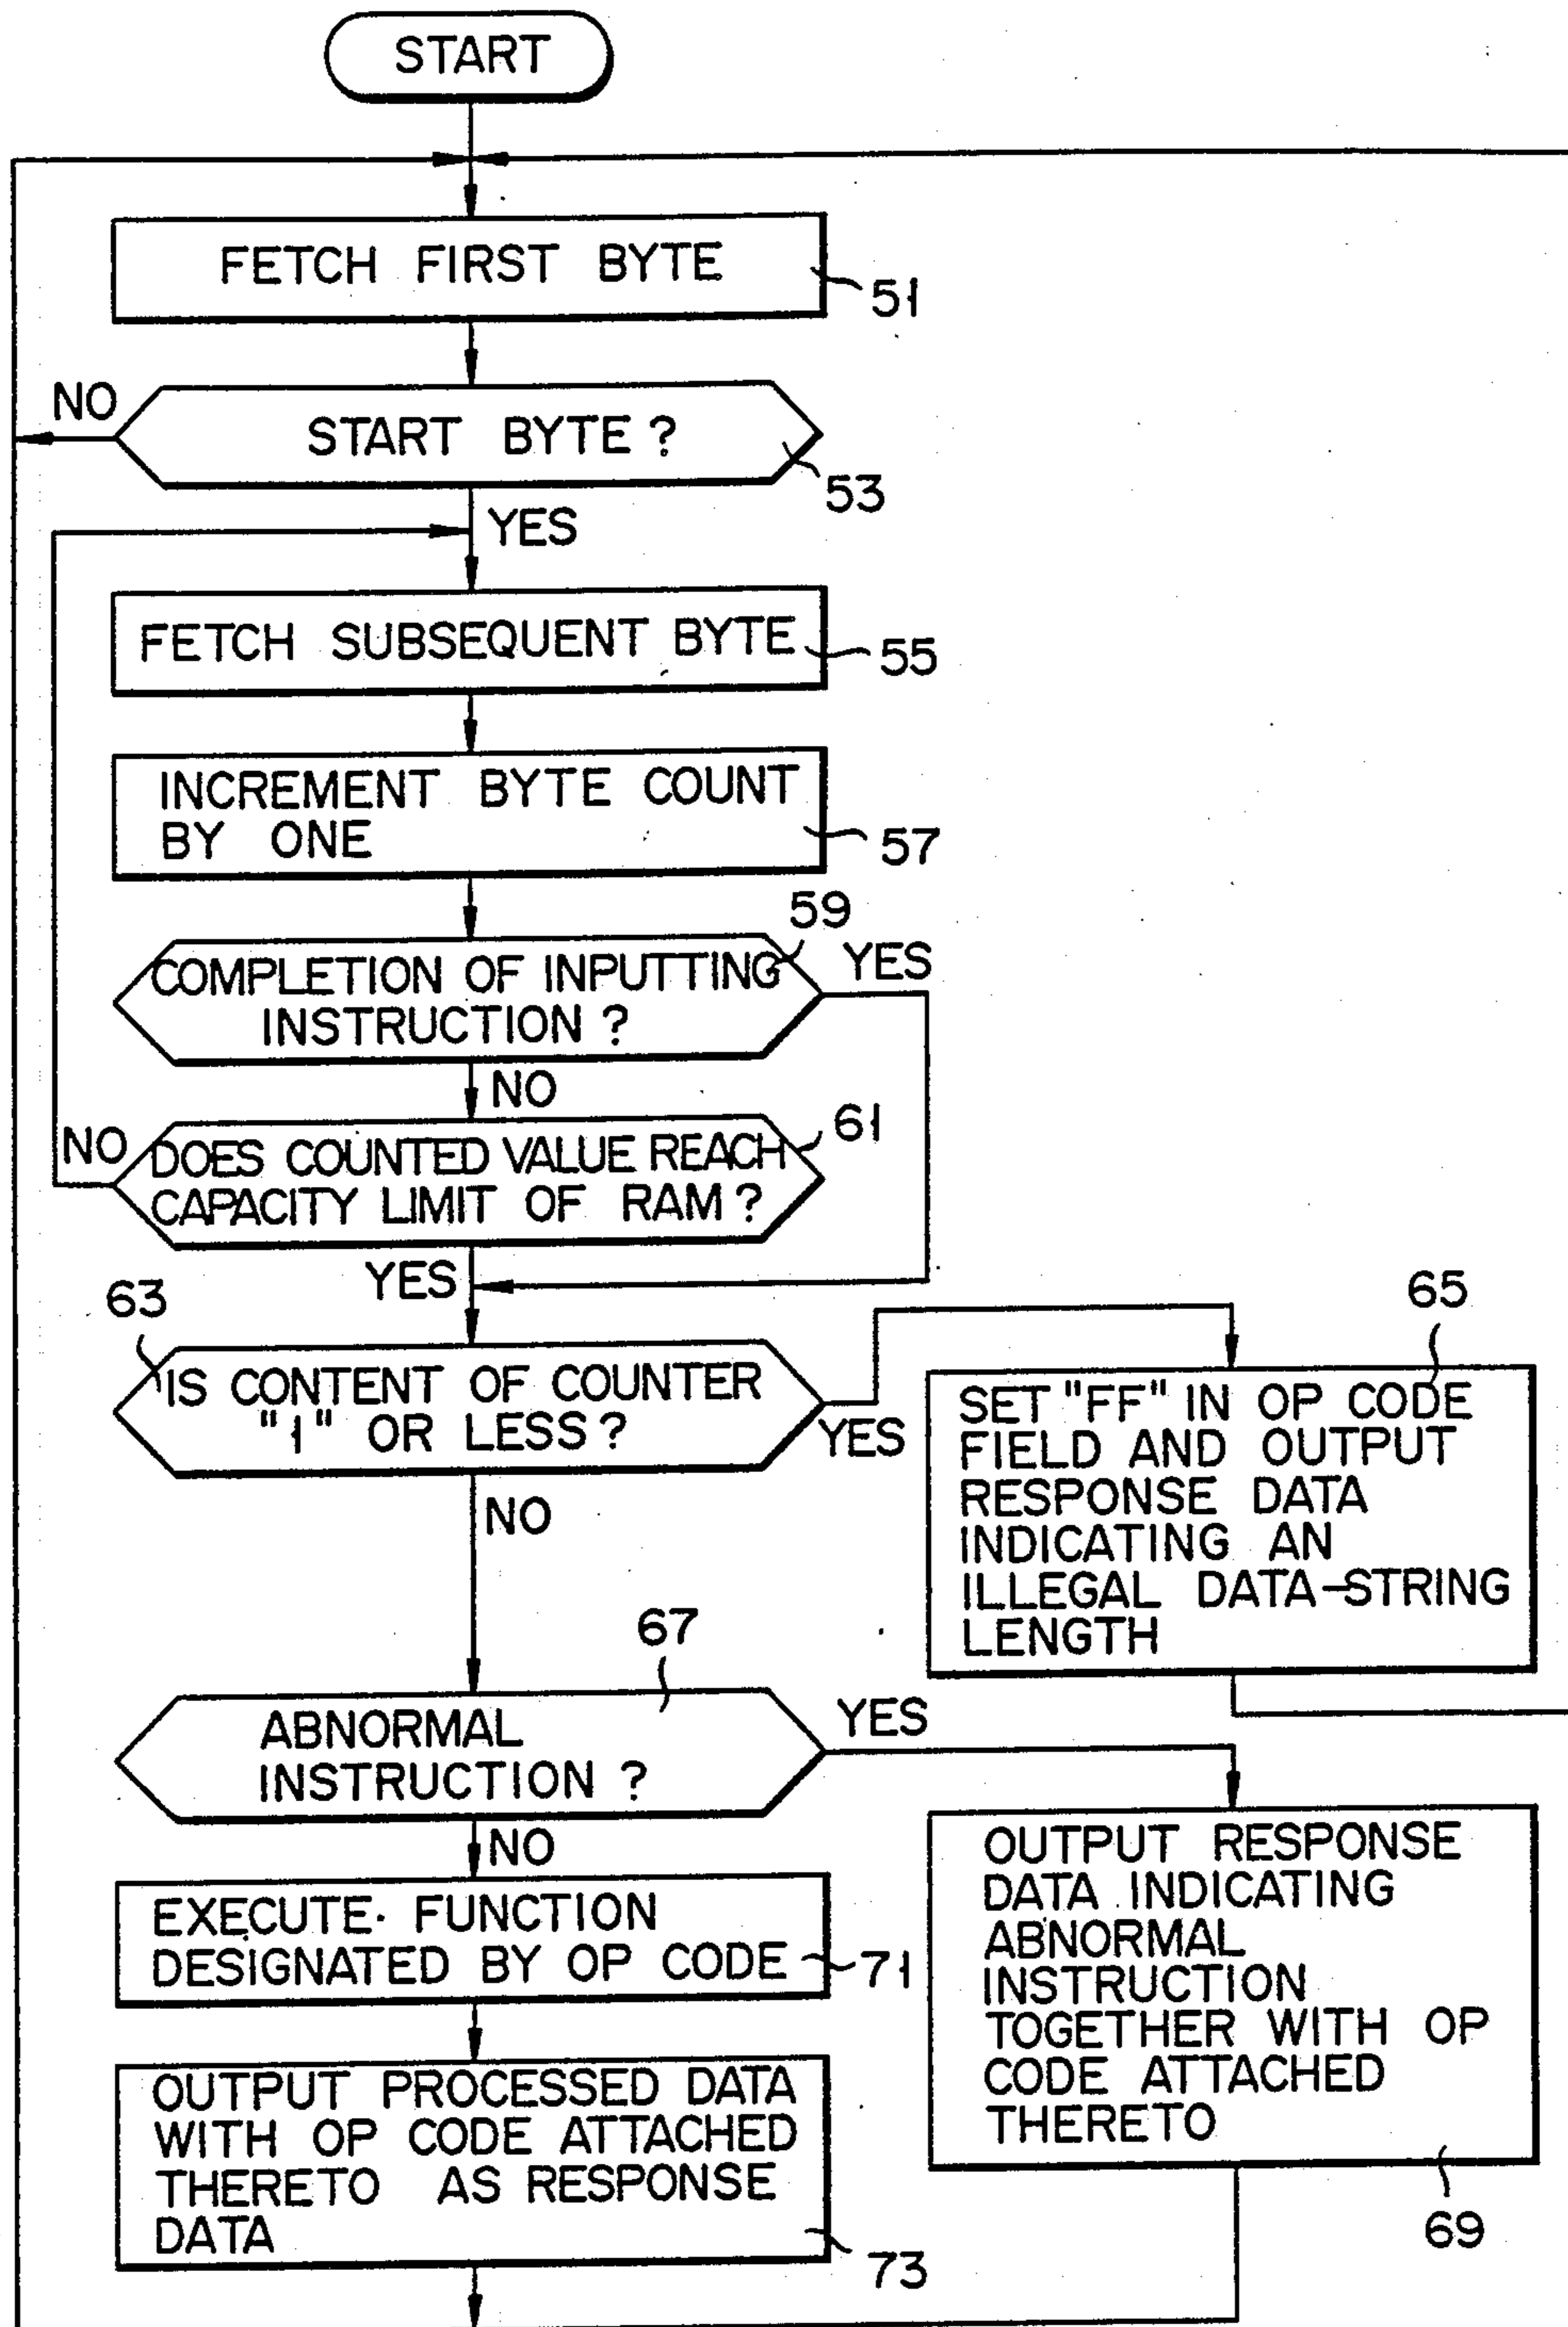 START
FETCH FIRST BYTE
51
NO
START BYTE ?
53
YES
FETCH SUBSEQUENT BYTE
55
INCREMENT BYTE COUNT
BY ONE
57
59
COMPLETION OF INPUTTING
INSTRUCTION ?
YES
NO
NO
DOES COUNTED VALUE REACH
CAPACITY LIMIT OF RAM ?
61
YES
63
IS CONTENT OF COUNTER
"1" OR LESS ?
YES
65
SET "FF" IN OP CODE
FIELD AND OUTPUT
RESPONSE DATA
INDICATING AN
ILLEGAL DATA-STRING
LENGTH
NO
67
ABNORMAL
INSTRUCTION ?
YES
NO
EXECUTE FUNCTION
DESIGNATED BY OP CODE
71
OUTPUT RESPONSE
DATA INDICATING
ABNORMAL
INSTRUCTION
TOGETHER WITH OP
CODE ATTACHED
THERETO
69
OUTPUT PROCESSED DATA
WITH OP CODE ATTACHED
THERETO AS RESPONSE
DATA
73